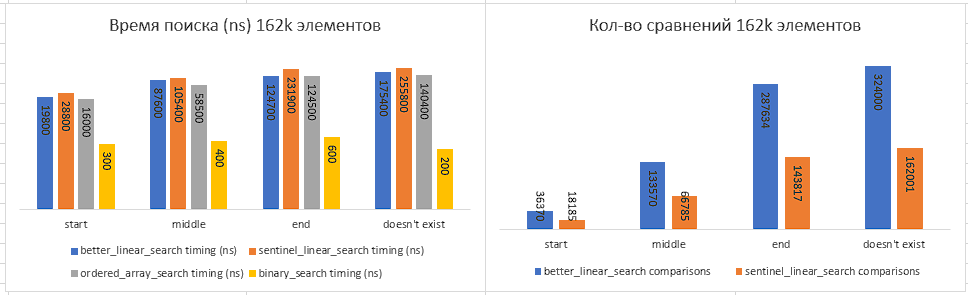 Время поиска (ns) 162k элементов
19800
28800
16000
300
87600
105400
58500
400
124700
231900
124500
600
175400
255800
140400
200
start
middle
end
doesn't exist
better_linear_search timing (ns)
sentinel_linear_search timing (ns)
ordered_array_search timing (ns)
binary_search timing (ns)
Кол-во сравнений 162k элементов
36370
18185
133570
66785
287634
143817
324000
162001
start
middle
end
doesn't exist
better_linear_search comparisons
sentinel_linear_search comparisons